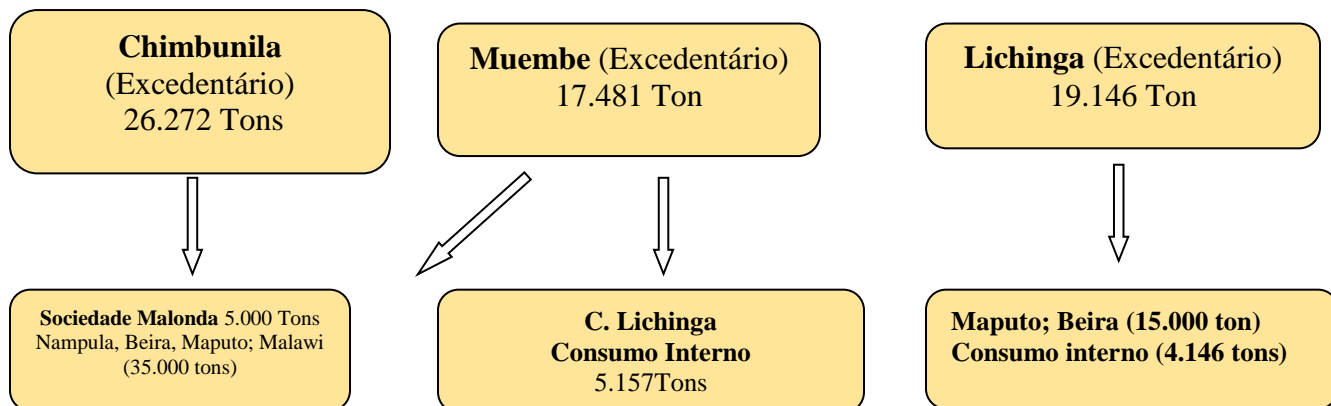 Chimbunila
(Excedentário)
26.272 Tons
Muembe (Excedentário)
17.481 Ton
Lichinga (Excedentário)
19.146 Ton
Sociedade Malonda 5.000 Tons
Nampula, Beira, Maputo; Malawi
(35.000 tons)
C. Lichinga
Consumo Interno
5.157Tons
Maputo; Beira (15.000 ton)
Consumo interno (4.146 tons)